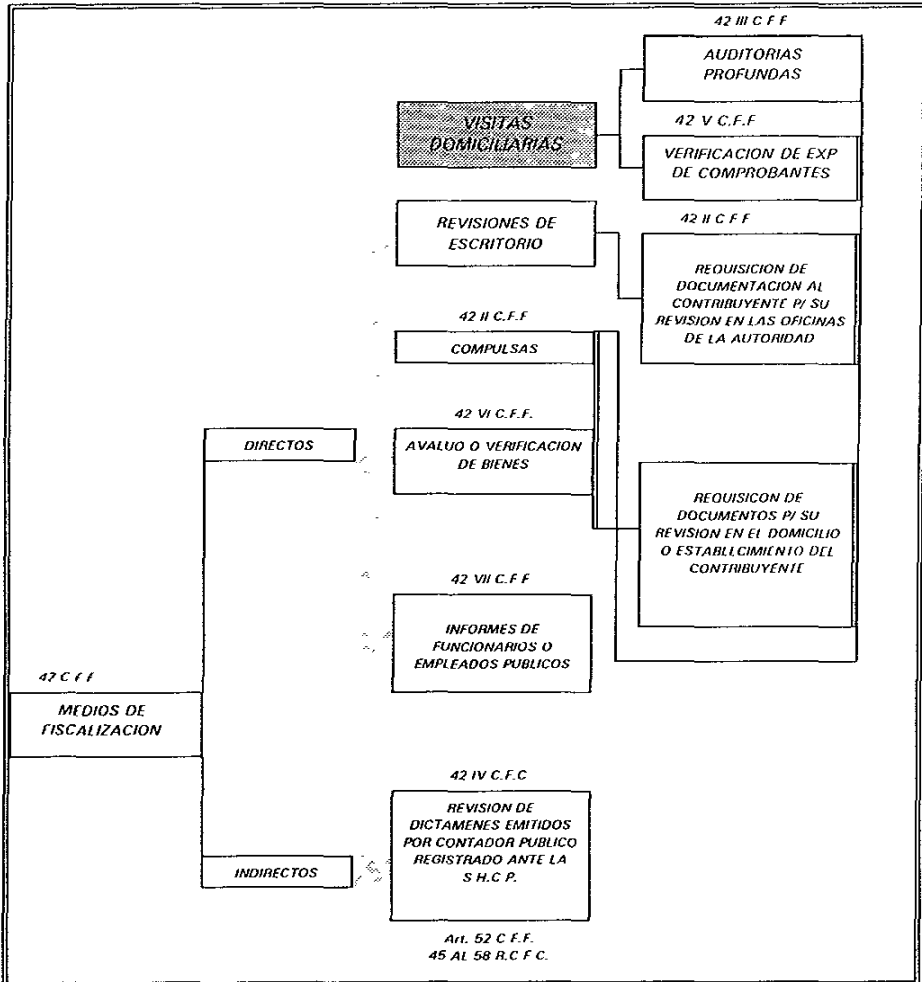 42 III C F F
AUDITORIAS
PROFUNDAS
VISITAS
DOMICILIARIAS
42 V C.F.F
VERIFICACION DE EXP
DE COMPROBANTES
REVISIONES DE
ESCRITORIO
42 II C F F
REQUISICION DE
DOCUMENTACION AL
CONTRIBUYENTE P/ SU
REVISION EN LAS OFICINAS
DE LA AUTORIDAD
42 II C.F.F
COMPULSAS
DIRECTOS
42 VI C.F.F.
AVALUO O VERIFICACION
DE BIENES
REQUISICON DE
DOCUMENTOS P/ SU
REVISION EN EL DOMICILIO
O ESTABLECIMIENTO DEL
CONTRIBUYENTE
42 VII C.F F
INFORMES DE
FUNCIONARIOS O
EMPLEADOS PUBLICOS
42 C F F
MEDIOS DE
FISCALIZACION
42 IV C.F.C
REVISION DE
DICTAMENES EMITIDOS
POR CONTADOR PUBLICO
REGISTRADO ANTE LA
S H.C P.
INDIRECTOS
Art. 52 C F.F.
45 AL 58 R.C F C.